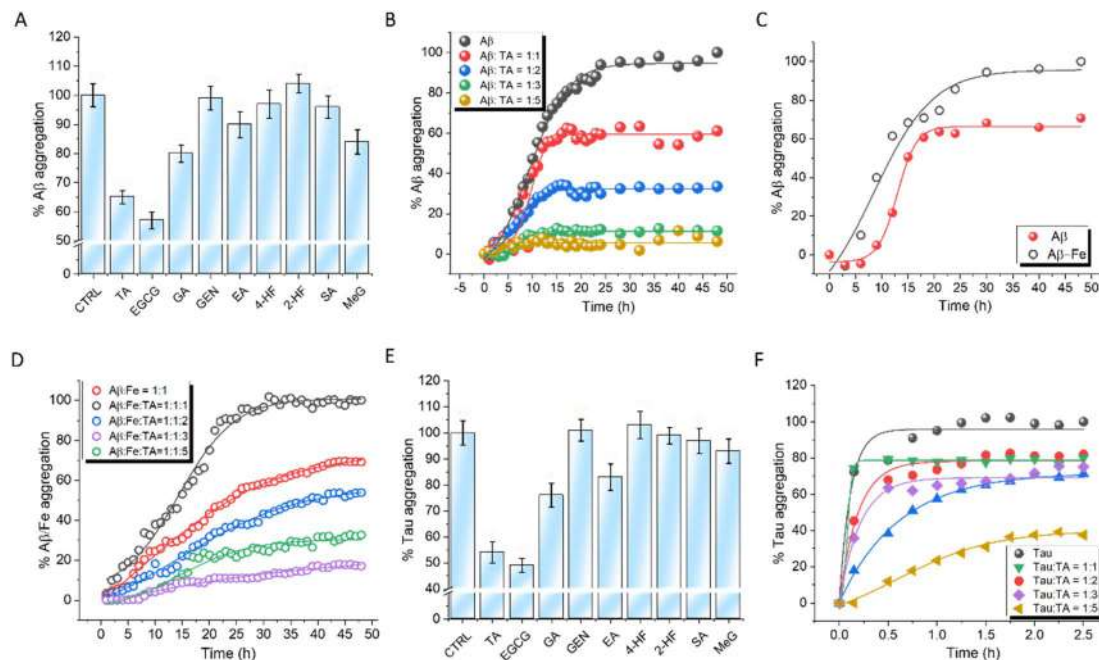 A
% Aβ aggregation
120
110
100
90
80
70
60
50
0
CTRL
TA
EGCG
GA
GEN
EA
4-HF
2-HF
SA
MeG
B
% Aβ aggregation
100
80
60
40
20
0
Aβ
Aβ: TA = 1:1
Aβ: TA = 1:2
Aβ: TA = 1:3
Aβ: TA = 1:5
-5 0 5 10 15 20 25 30 35 40 45 50
Time (h)
C
% Aβ aggregation
100
80
60
40
20
0
Aβ
Aβ-Fe
0 10 20 30 40 50
Time (h)
D
% Aβ/Fe aggregation
100
80
60
40
20
0
Aβ:Fe = 1:1
Aβ:Fe:TA=1:1:1
Aβ:Fe:TA=1:1:2
Aβ:Fe:TA=1:1:3
Aβ:Fe:TA=1:1:5
0 5 10 15 20 25 30 35 40 45 50
Time (h)
E
% Tau aggregation
120
110
100
90
80
70
60
50
40
0
CTRL
TA
EGCG
GA
GEN
EA
4-HF
2-HF
SA
MeG
F
% Tau aggregation
120
100
80
60
40
20
0
Tau
Tau:TA = 1:1
Tau:TA = 1:2
Tau:TA = 1:3
Tau:TA = 1:5
0.0 0.5 1.0 1.5 2.0 2.5
Time (h)